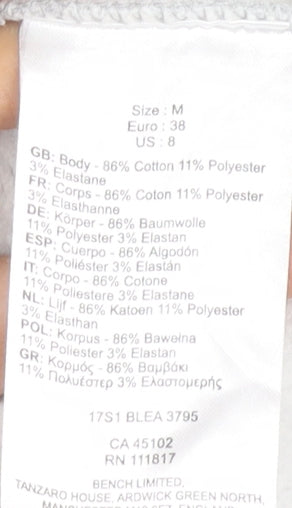 Size : M
Euro : 38
US : 8
GB: Body - 86% Cotton 11% Polyester
3% Elastane
FR: Corps - 86% Coton 11% Polyester
3% Elasthanne
DE: Körper - 86% Baumwolle
11% Polyester 3% Elastan
ESP: Cuerpo - 86% Algodón
11% Poliéster 3% Elastán
IT: Corpo - 86% Cotone
11% Poliestere 3% Elastane
NL: Lijf - 86% Katoen 11% Polyester
3% Elasthan
POL: Korpus - 86% Bawełna
11% Poliester 3% Elastan
GR: Κορμός - 86% Βαμβάκι
11% Πολυέστερ 3% Ελαστομερής
17S1 BLEA 3795
CA 45102
RN 111817
BENCH LIMITED,
TANZARO HOUSE, ARDWICK GREEN NORTH,